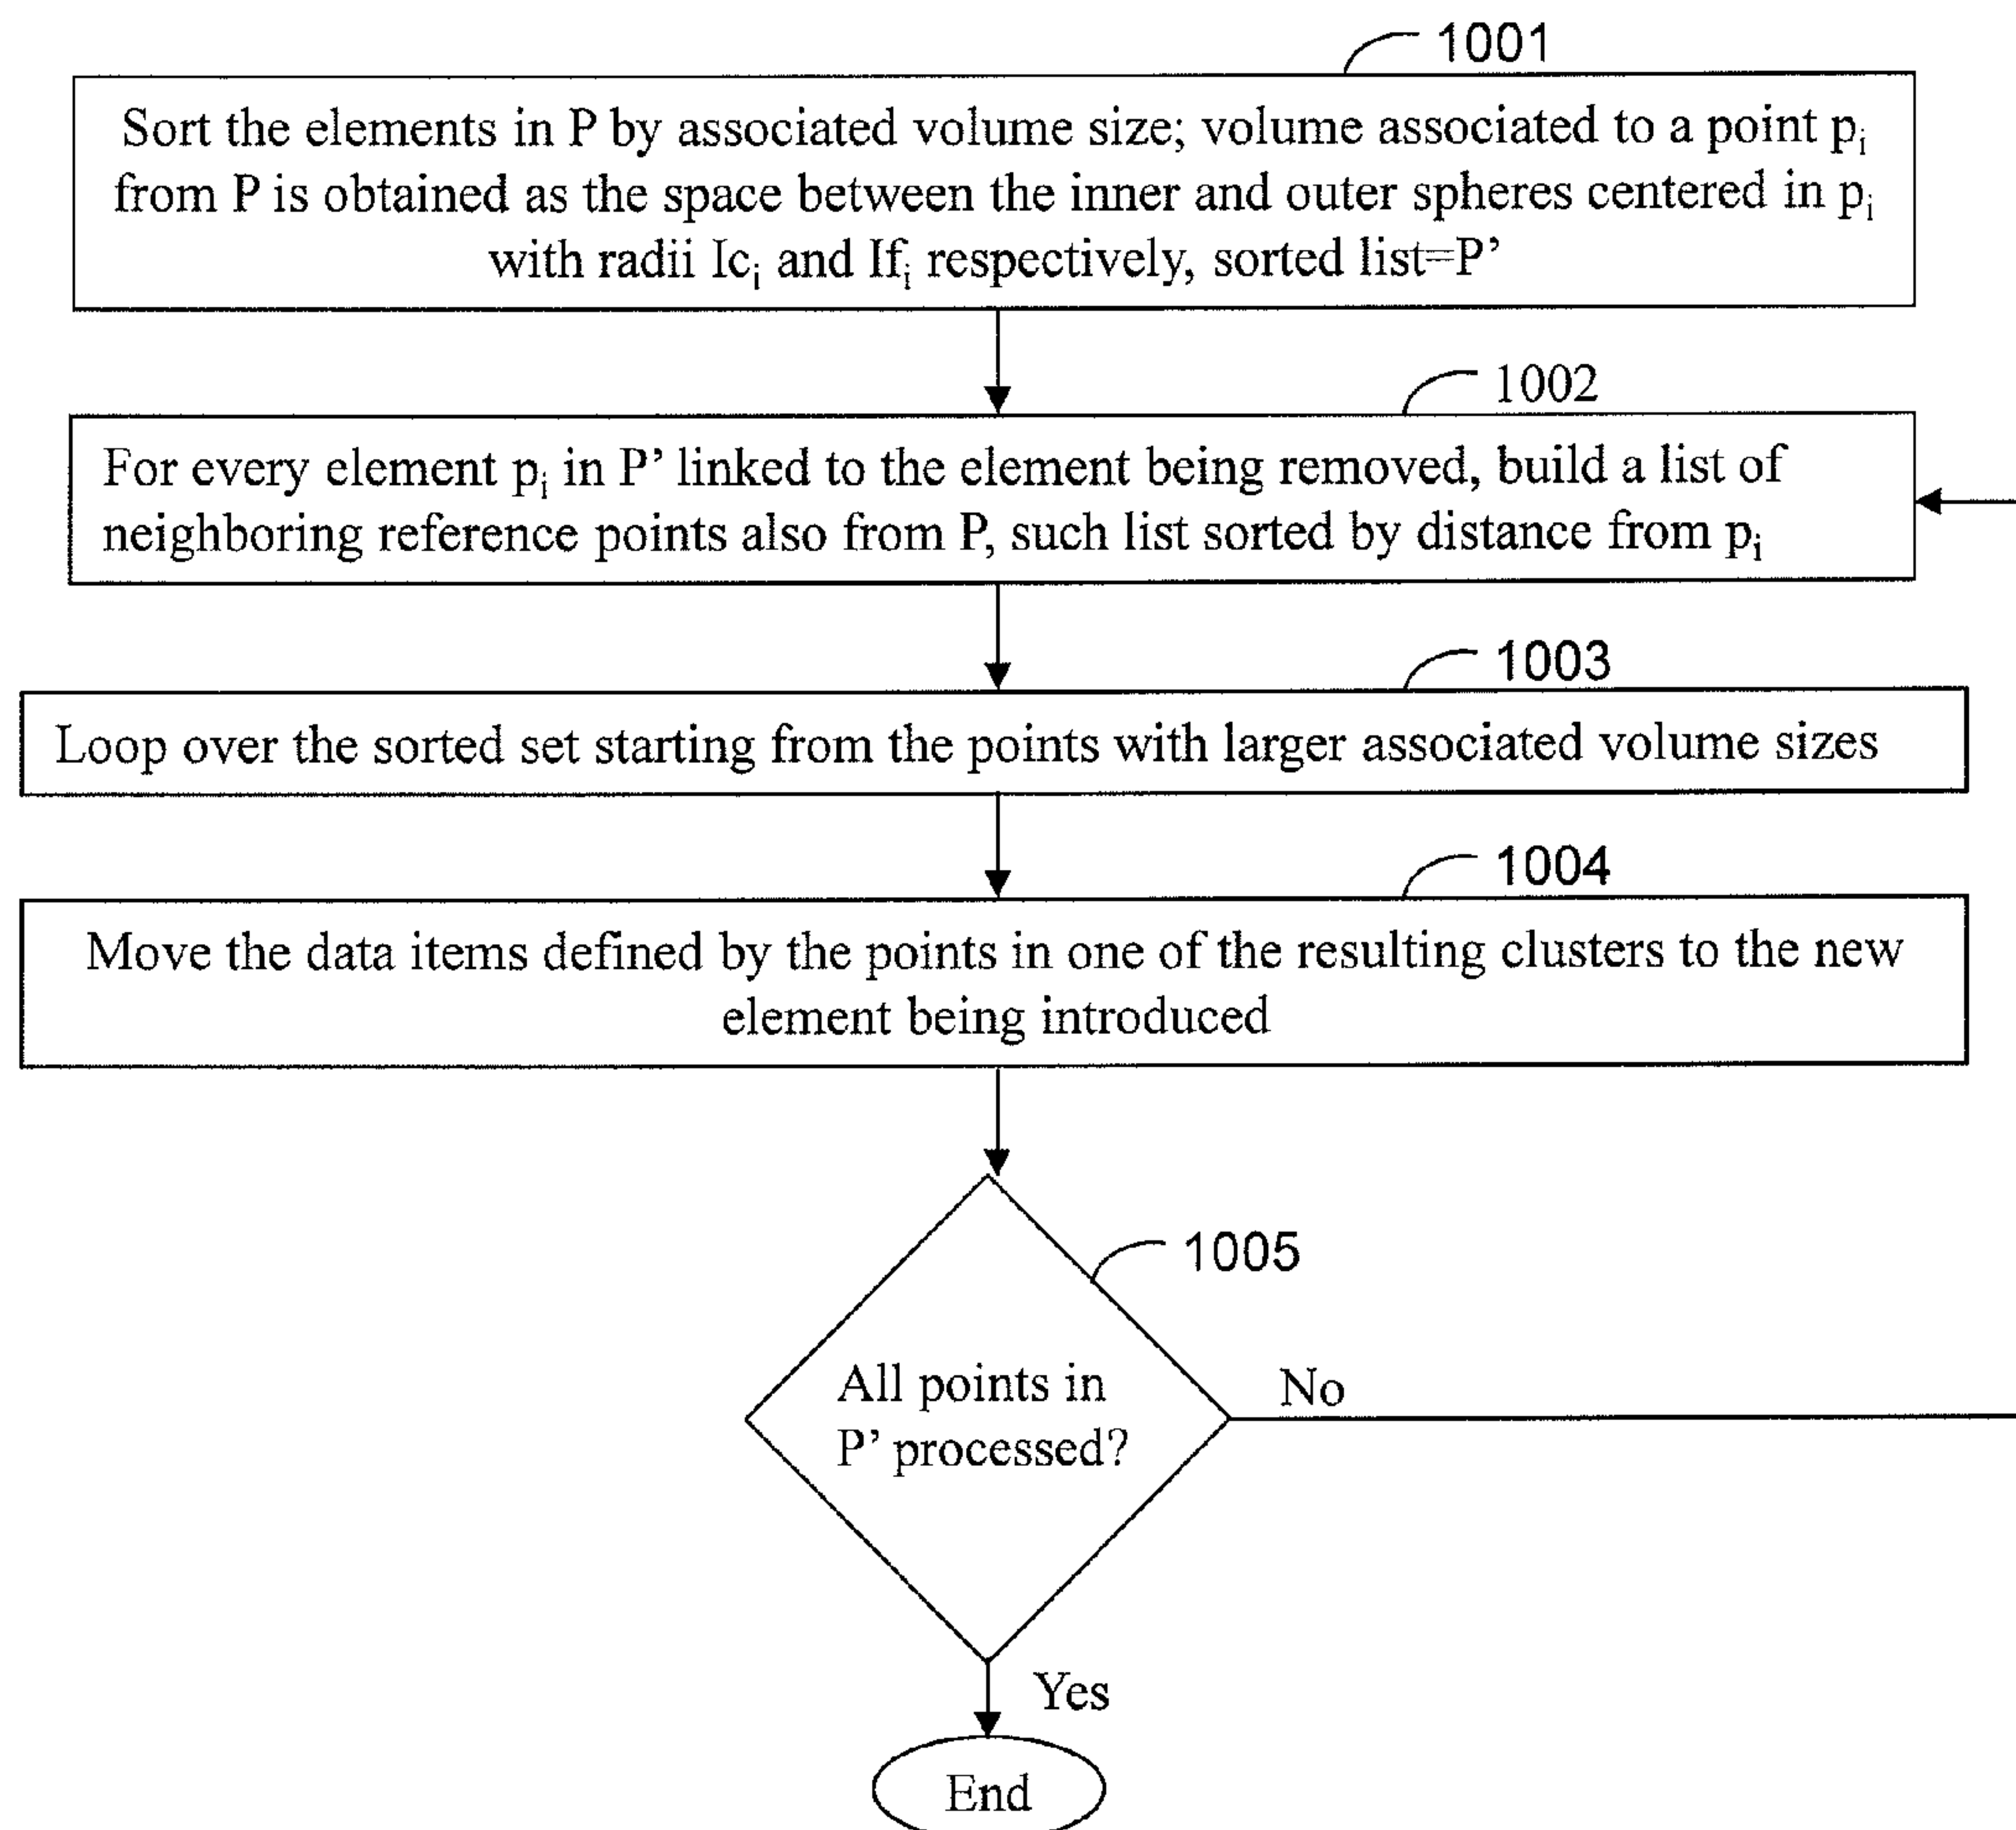 1001
Sort the elements in P by associated volume size; volume associated to a point pi
from P is obtained as the space between the inner and outer spheres centered in pi
with radii Ici and Ifi respectively, sorted list=P’
1002
For every element pi in P’ linked to the element being removed, build a list of
neighboring reference points also from P, such list sorted by distance from pi
1003
Loop over the sorted set starting from the points with larger associated volume sizes
1004
Move the data items defined by the points in one of the resulting clusters to the new
element being introduced
1005
All points in
P’ processed?
No
Yes
End